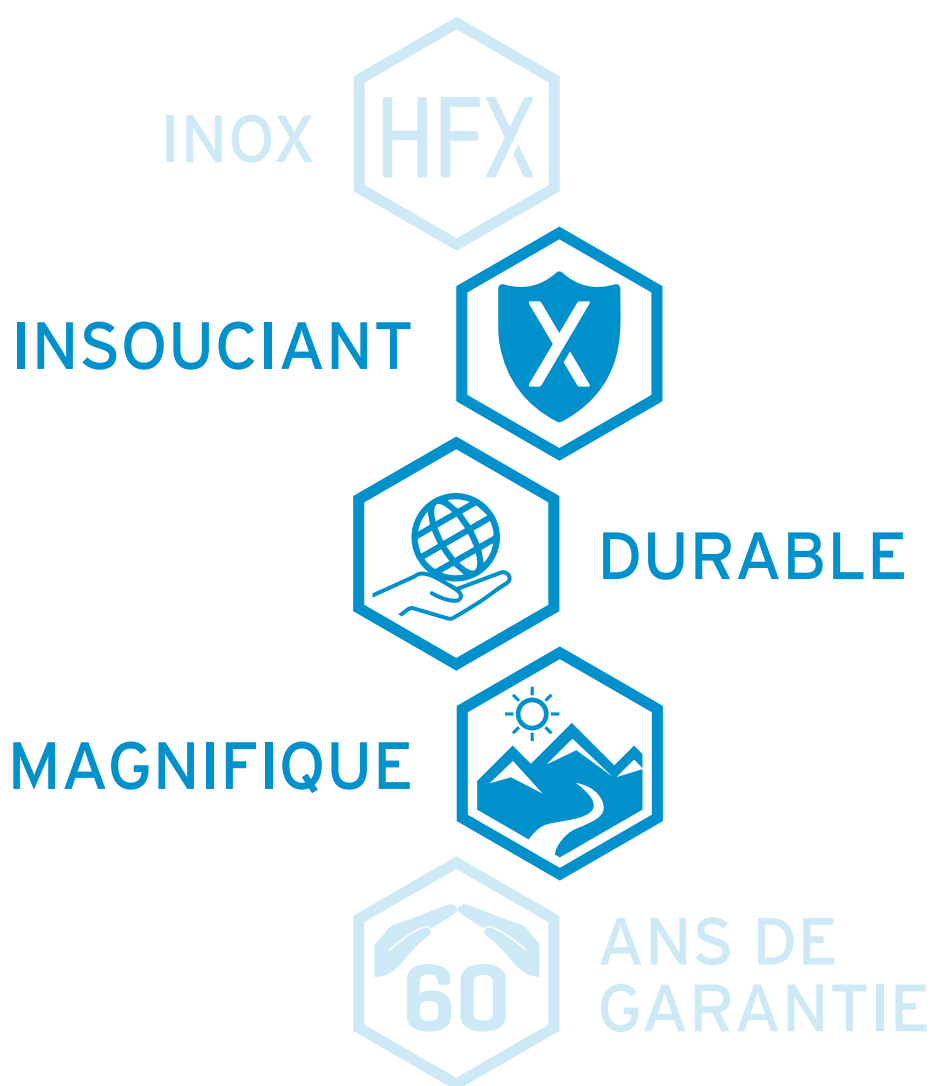 INOX HFX
INSOUCIANT X
DURABLE
MAGNIFIQUE
60 ANS DE
GARANTIE